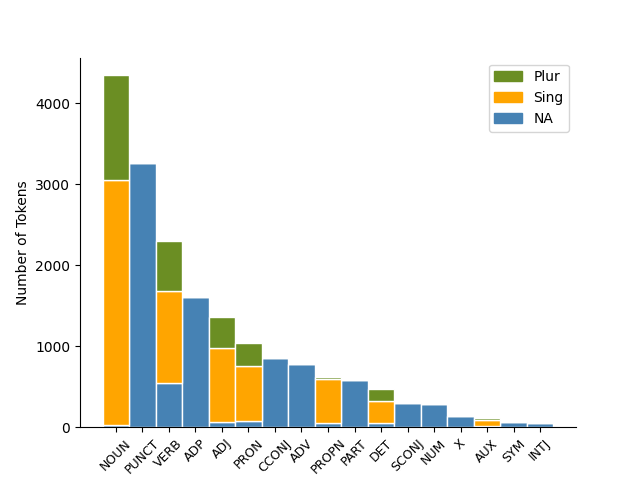 Plur
Sing
NA
Number of Tokens
4000
3000
2000
1000
0
NOUN
PUNCT
VERB
ADP
ADJ
PRON
CCONJ
ADV
PROPN
PART
DET
SCONJ
NUM
X
AUX
SYM
INTJ